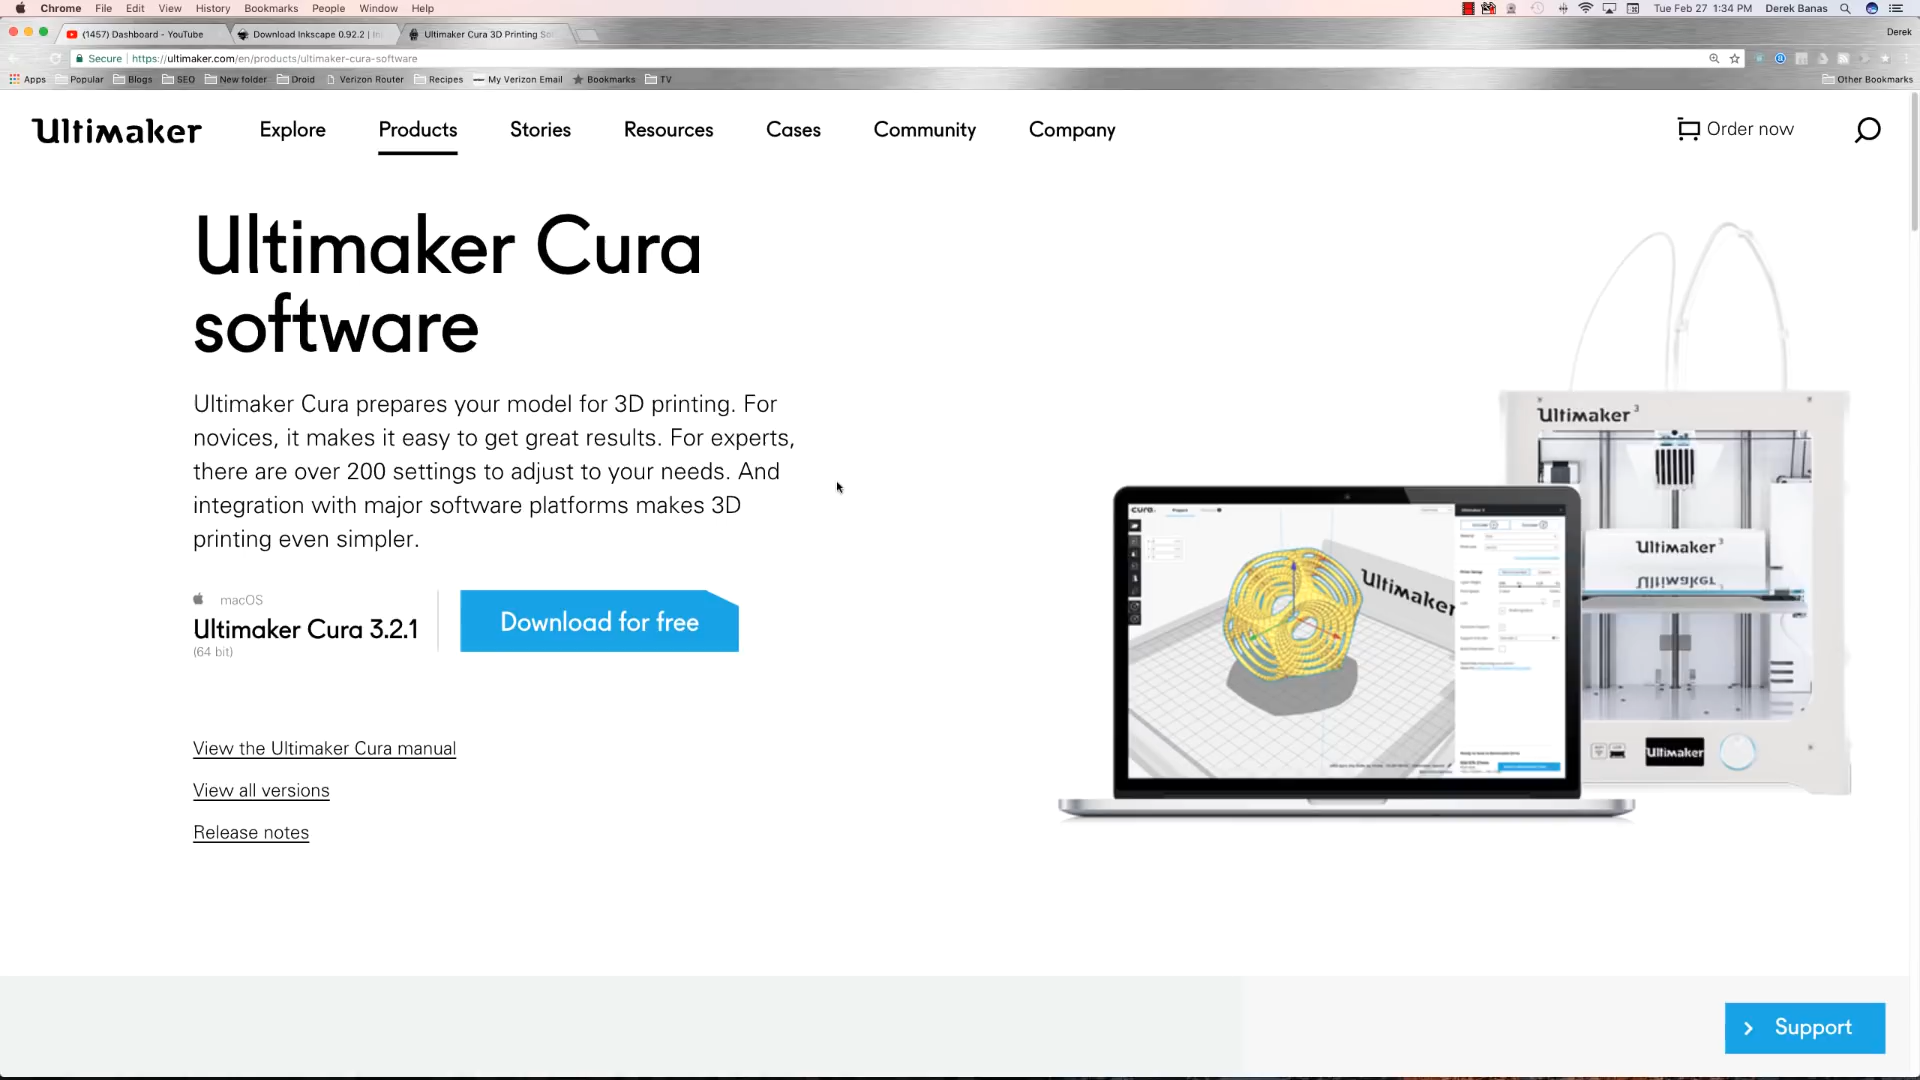 Chrome File Edit View History Bookmarks People Window Help
Tue Feb 27 1:34 PM Derek Banas
(1457) Dashboard - YouTube
Download Inkscape 0.92.2 | In
Ultimaker Cura 3D Printing So
Derek
Secure https://ultimaker.com/en/products/ultimaker-cura-software
Apps Popular Blogs SEO New folder Droid Verizon Router Recipes My Verizon Email Bookmarks TV
Other Bookmarks
Ultimaker
Explore Products Stories Resources Cases Community Company
Order now
Ultimaker Cura
software
Ultimaker Cura prepares your model for 3D printing. For
novices, it makes it easy to get great results. For experts,
there are over 200 settings to adjust to your needs. And
integration with major software platforms makes 3D
printing even simpler.
macOS
Ultimaker Cura 3.2.1
(64 bit)
Download for free
View the Ultimaker Cura manual
View all versions
Release notes
Ultimaker 3
cura.
Prepare
Ultimaker
Ultimaker 3
Ultimaker
Ultimaker
Support